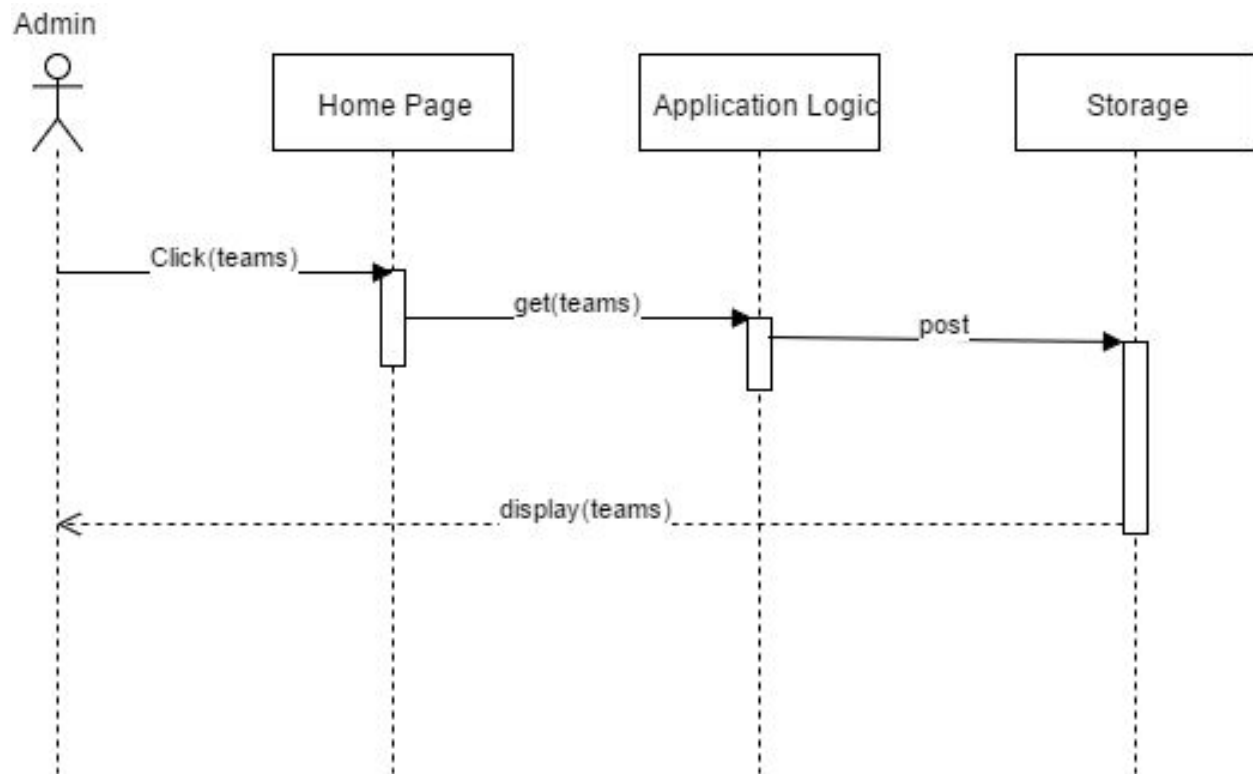 Admin
Home Page
Application Logic
Storage
Click(teams)
get(teams)
post
display(teams)